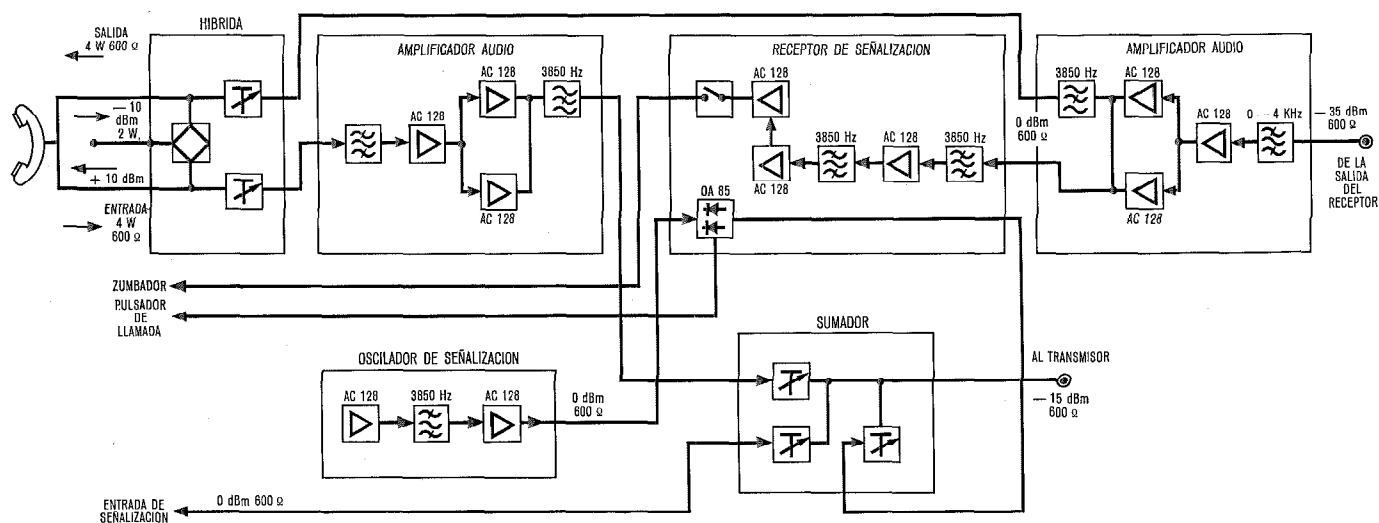 HIBRIDA
SALIDA
4 W 600 Ω
— 10
dBm
2 W.
+ 10 dBm
ENTRADA
4 W
600 Ω
AMPLIFICADOR AUDIO
AC 128
3850 Hz
AC 128
AC 128
RECEPTOR DE SEÑALIZACION
AC 128
3850 Hz
AC 128
3850 Hz
AC 128
OA 85
0 dBm
600 Ω
AMPLIFICADOR AUDIO
3850 Hz
AC 128
AC 128
0 — 4 KHz
AC 128
— 35 dBm
600 Ω
DE LA
SALIDA
DEL
RECEPTOR
ZUMBADOR
PULSADOR
DE
LLAMADA
OSCILADOR DE SEÑALIZACION
AC 128
3850 Hz
AC 128
0 dBm
600 Ω
SUMADOR
AL TRANSMISOR
— 15 dBm
600 Ω
ENTRADA DE
SEÑALIZACION
0 dBm 600 Ω